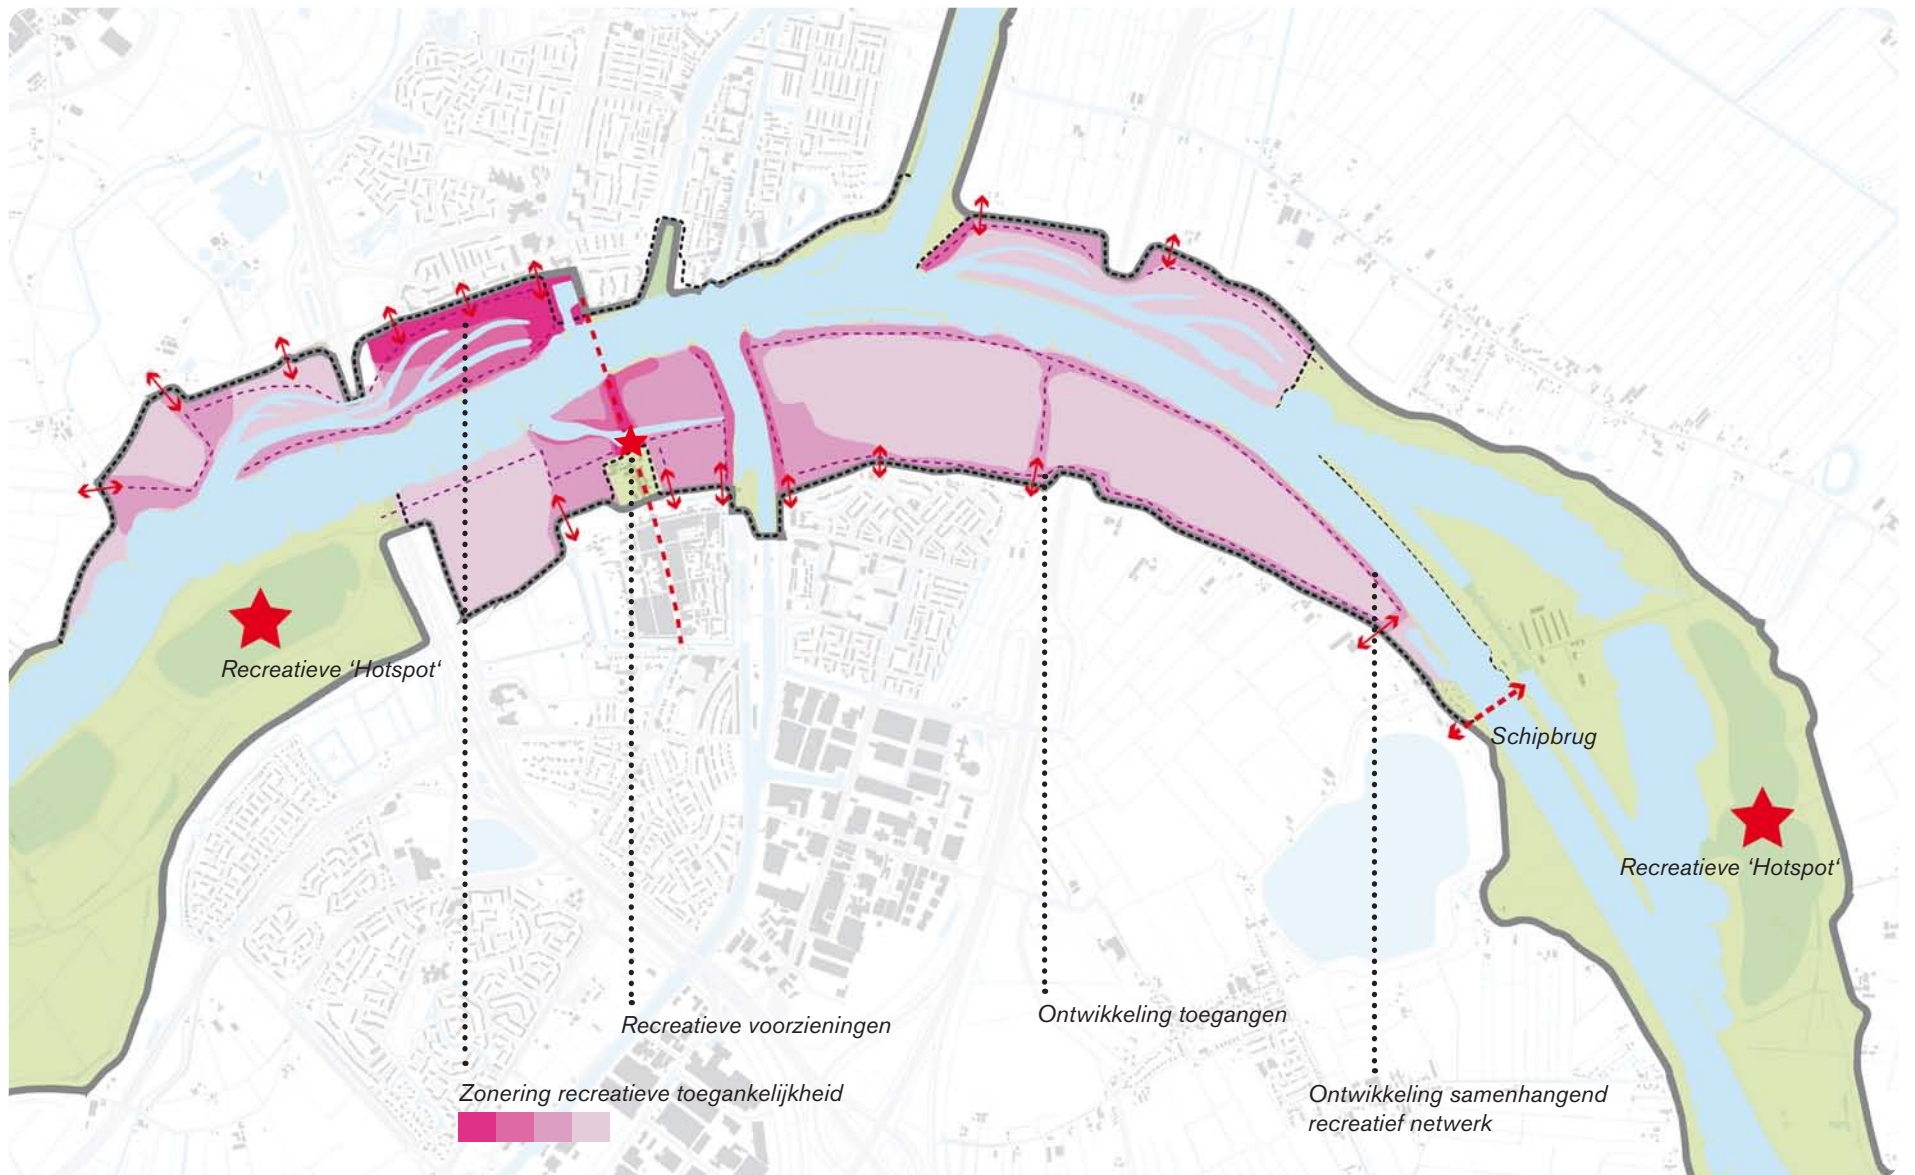 Recreatieve ‘Hotspot‘
Schipbrug
Recreatieve ‘Hotspot‘
Ontwikkeling toegangen
Recreatieve voorzieningen
Zonering recreatieve toegankelijkheid
Ontwikkeling samenhangend
recreatief netwerk